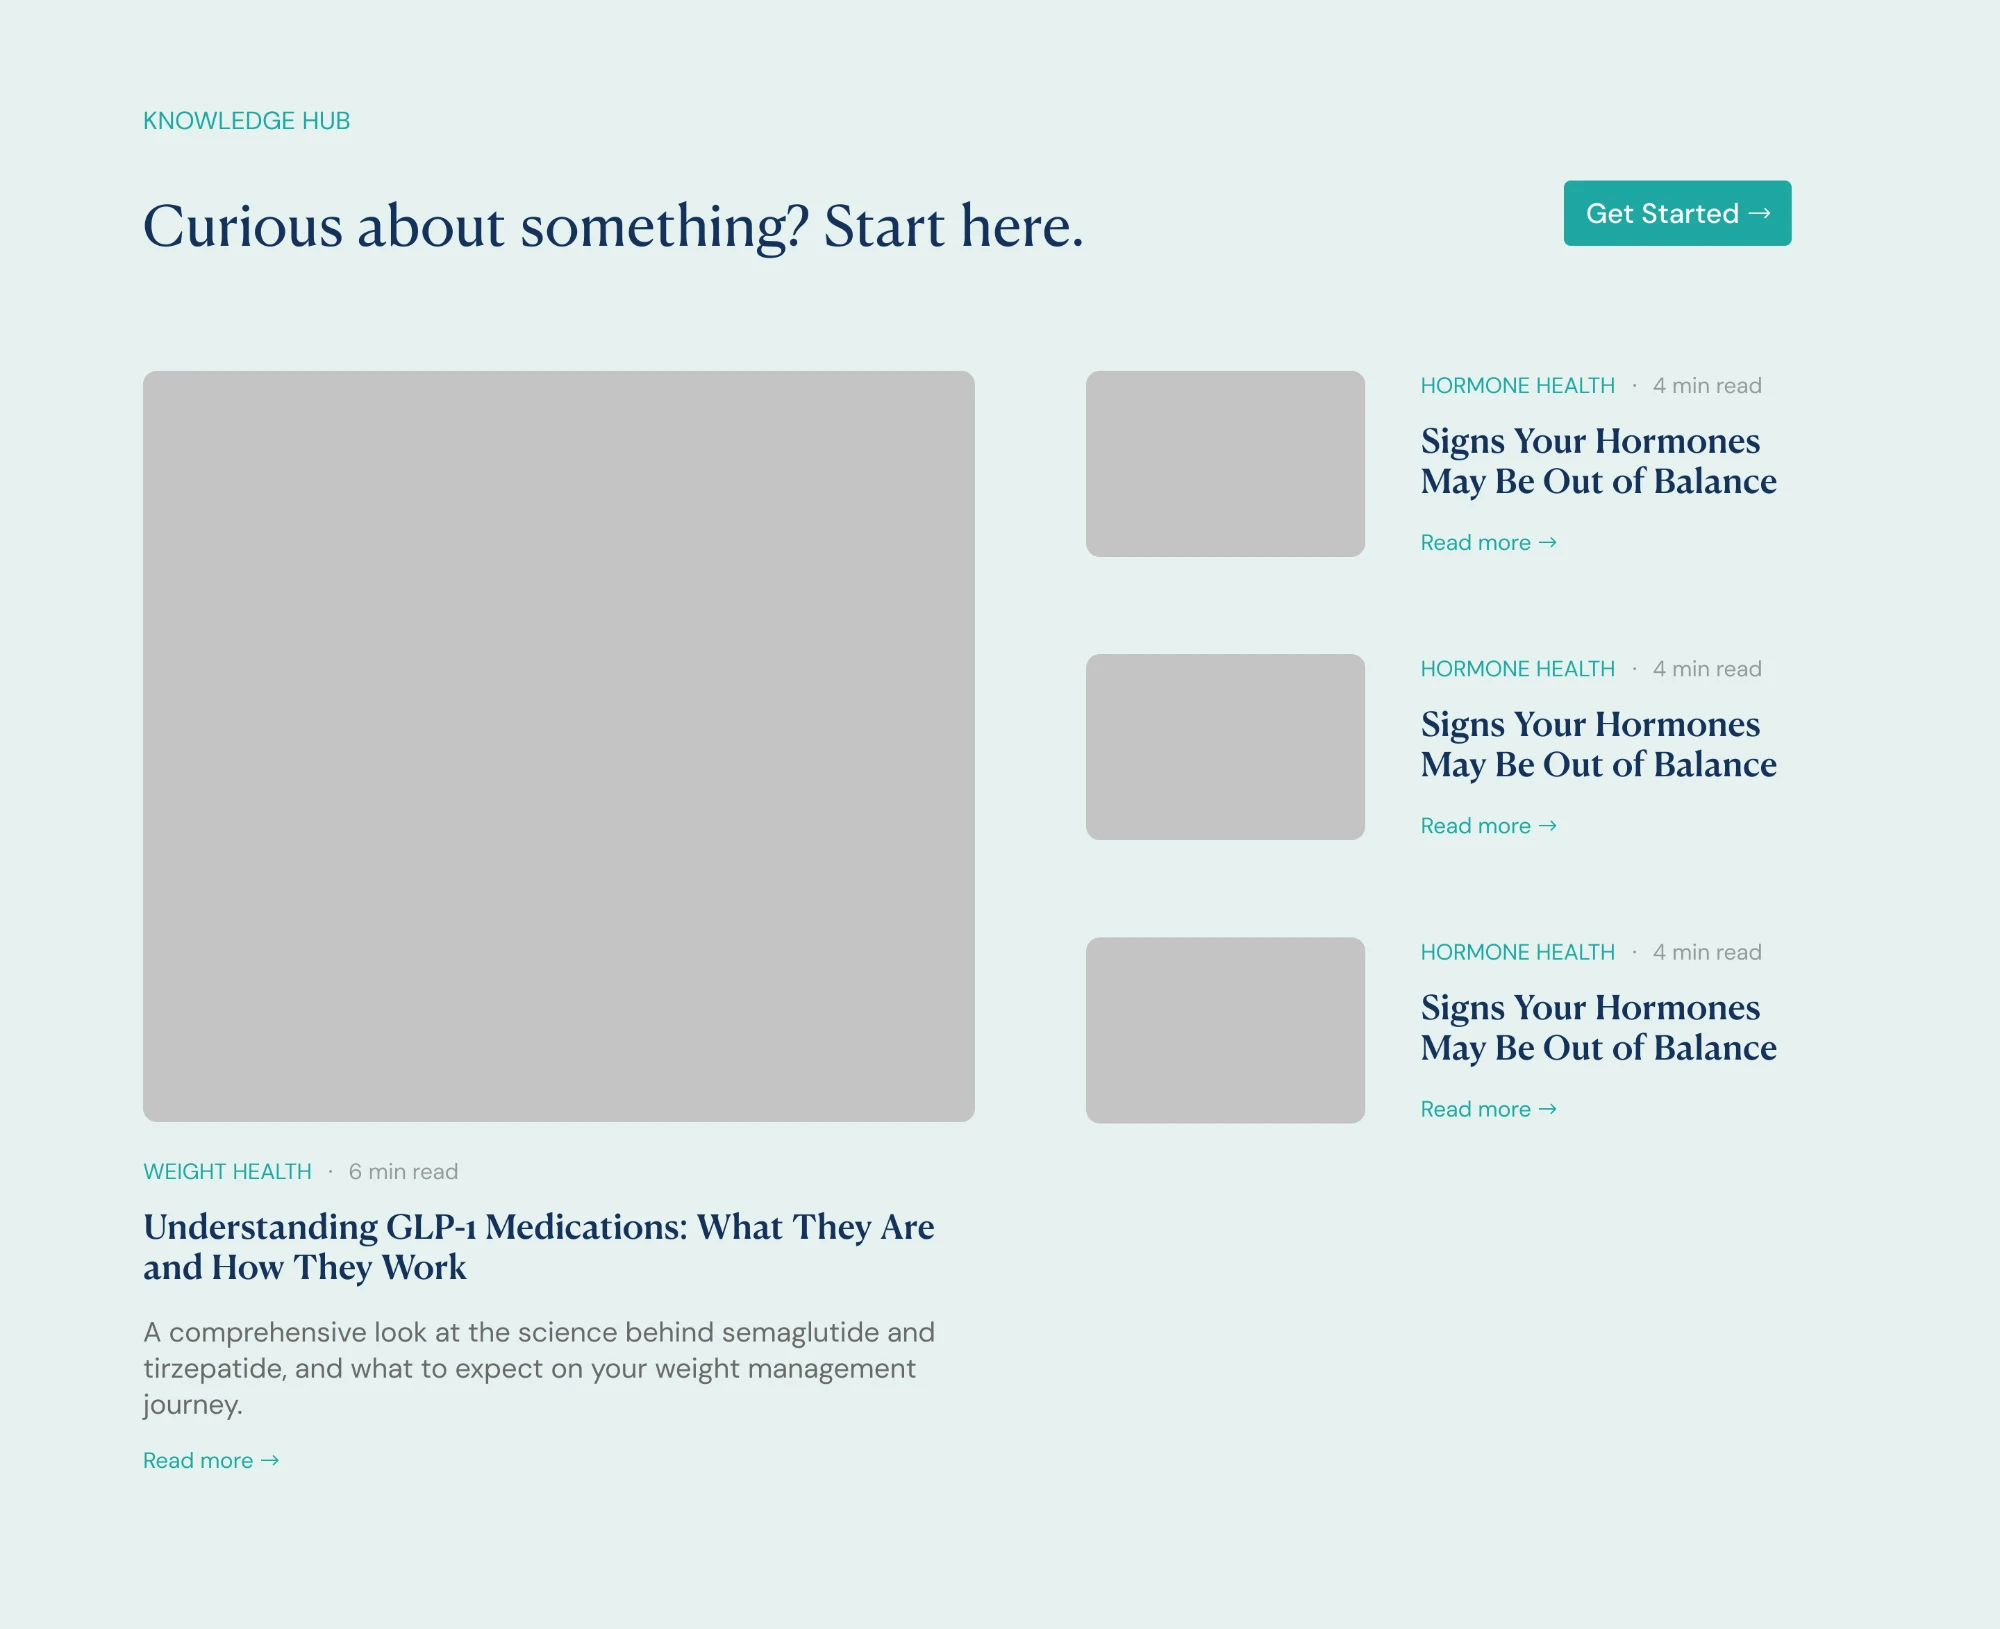 KNOWLEDGE HUB
Curious about something? Start here.
Get Started →
WEIGHT HEALTH · 6 min read
Understanding GLP-1 Medications: What They Are
and How They Work
A comprehensive look at the science behind semaglutide and
tirzepatide, and what to expect on your weight management
journey.
Read more →
HORMONE HEALTH · 4 min read
Signs Your Hormones
May Be Out of Balance
Read more →
HORMONE HEALTH · 4 min read
Signs Your Hormones
May Be Out of Balance
Read more →
HORMONE HEALTH · 4 min read
Signs Your Hormones
May Be Out of Balance
Read more →